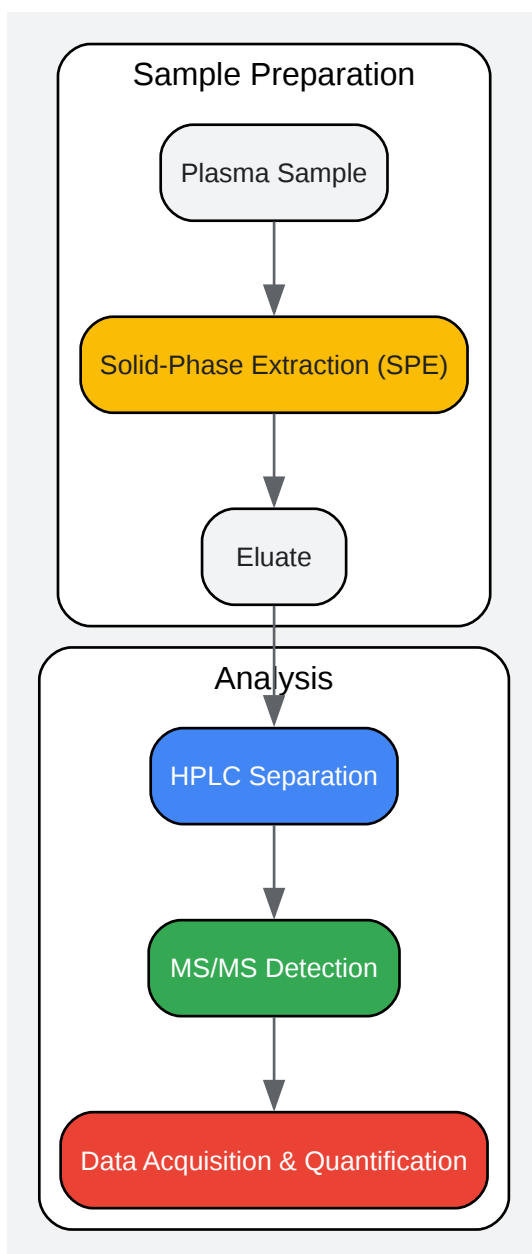 Sample Preparation
Plasma Sample
Solid-Phase Extraction (SPE)
Eluate
Analysis
HPLC Separation
MS/MS Detection
Data Acquisition & Quantification